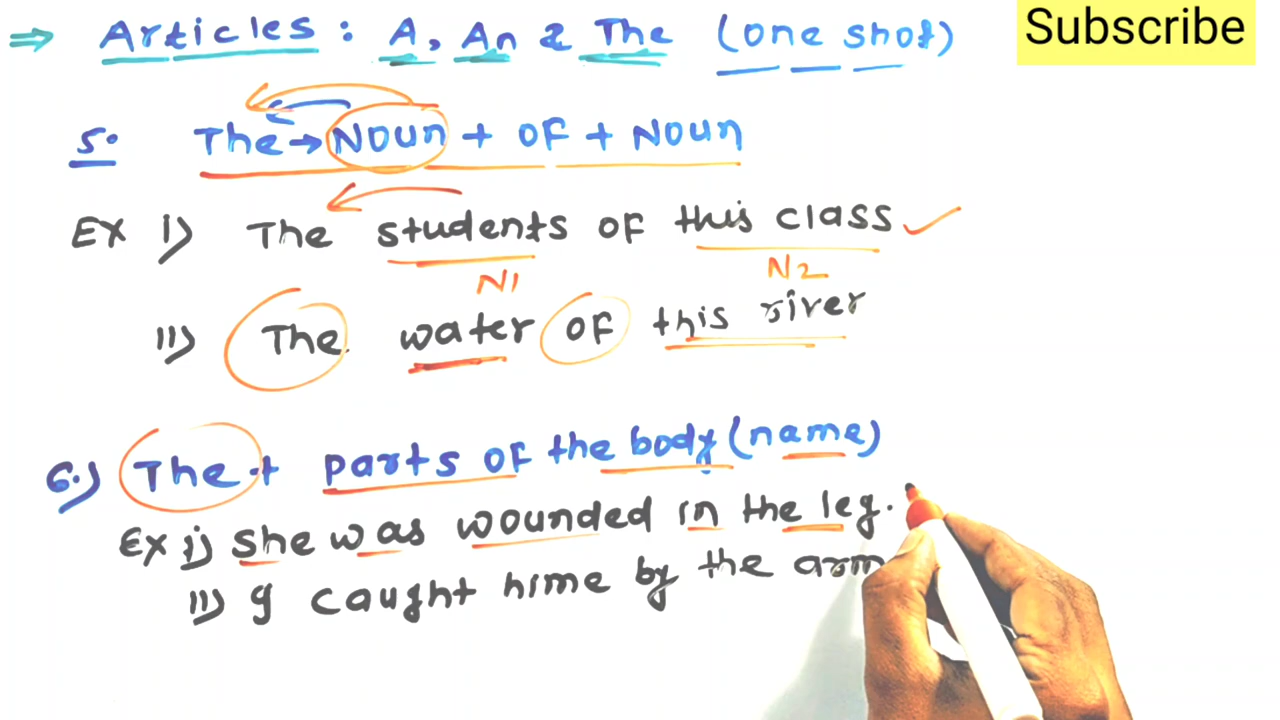 ⇒ Articles : A, An & The (one shot)
Subscribe
5. The → Noun + of + Noun
Ex i) The students of this class ✓
N1 N2
ii) The water of this river
6.) The + parts of the body (name)
Ex i) she was wounded in the leg.
ii) I caught hime by the arm